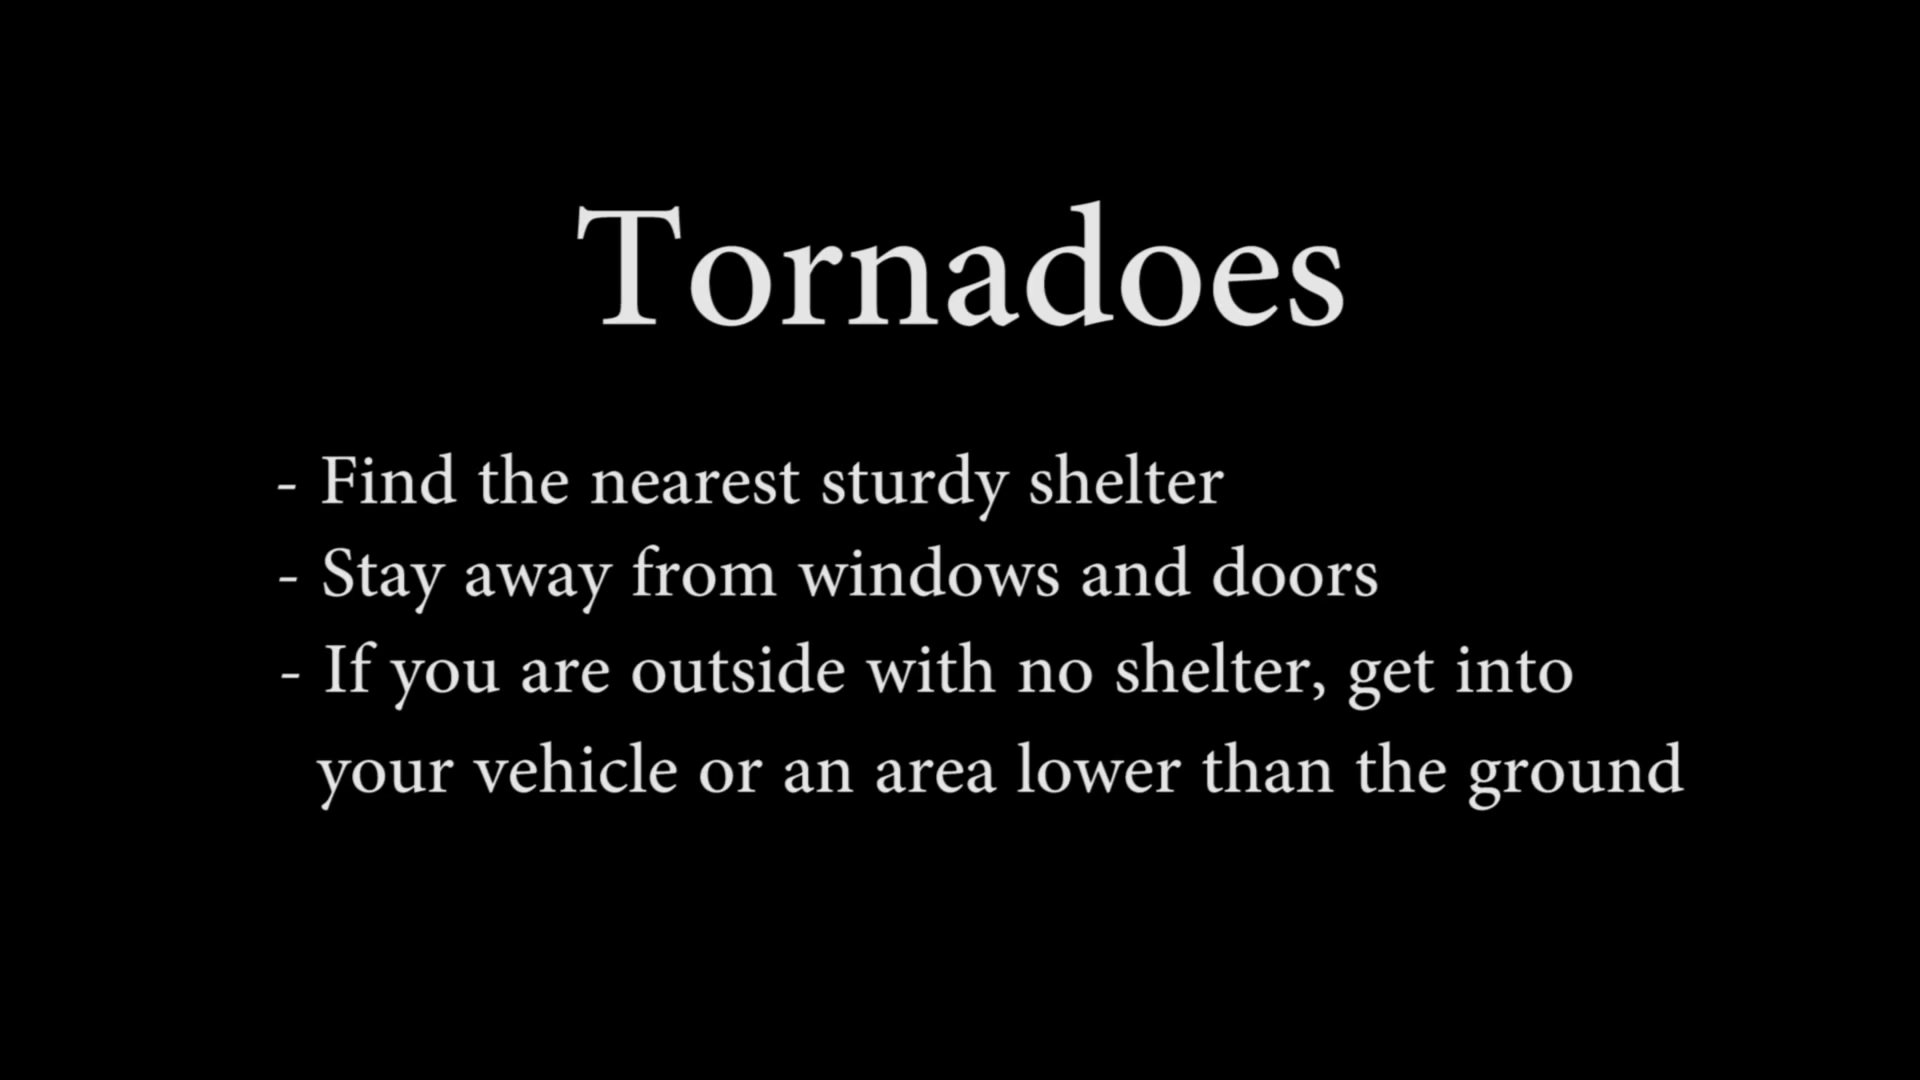 Tornadoes
- Find the nearest sturdy shelter
- Stay away from windows and doors
- If you are outside with no shelter, get into
your vehicle or an area lower than the ground